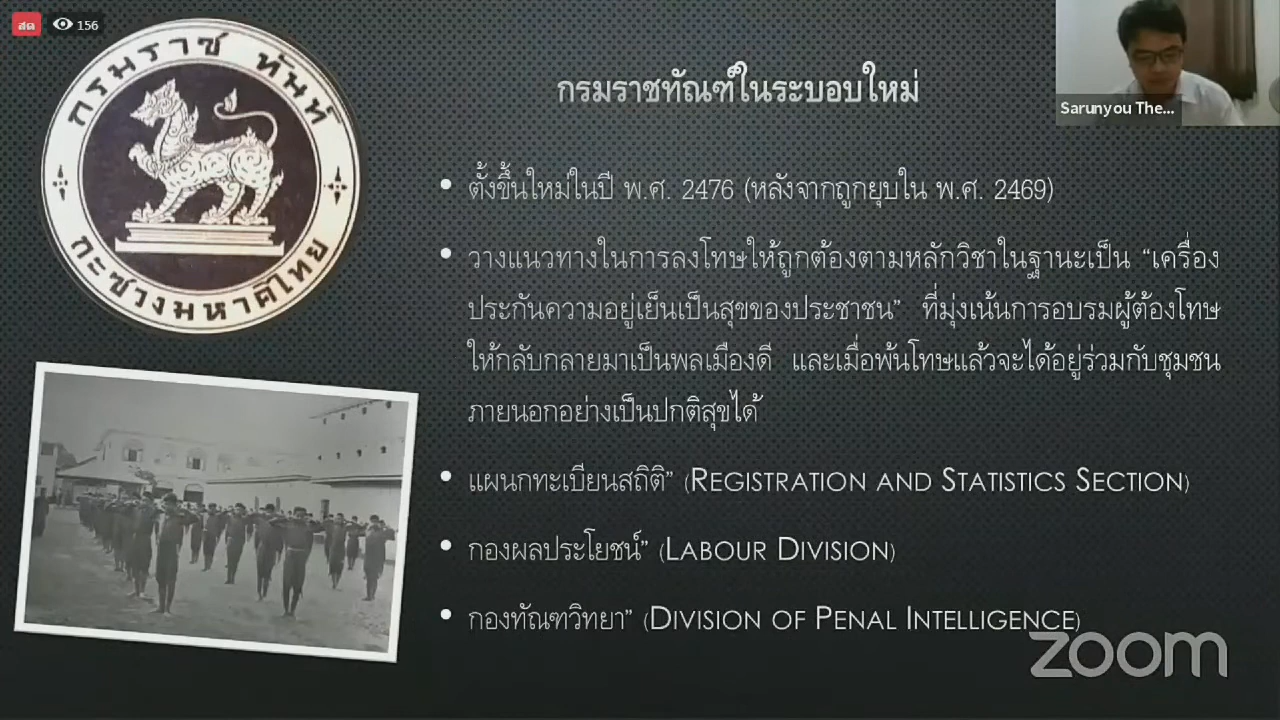 สด 156
กรมราช ทันท์
กะซวงมหาดไทย
กรมราชทัณฑ์ในระบอบใหม่
Sarunyou The...
• ตั้งขึ้นใหม่ในปี พ.ศ. 2476 (หลังจากถูกยุบใน พ.ศ. 2469)
• วางแนวทางในการลงโทษให้ถูกต้องตามหลักวิชาในฐานะเป็น “เครื่อง
ประกันความอยู่เย็นเป็นสุขของประชาชน” ที่มุ่งเน้นการอบรมผู้ต้องโทษ
ให้กลับกลายมาเป็นพลเมืองดี และเมื่อพ้นโทษแล้วจะได้อยู่ร่วมกับชุมชน
ภายนอกอย่างเป็นปกติสุขได้
• แผนกทะเบียนสถิติ” (REGISTRATION AND STATISTICS SECTION)
• กองผลประโยชน์” (LABOUR DIVISION)
• กองทัณฑวิทยา” (DIVISION OF PENAL INTELLIGENCE)
zoom